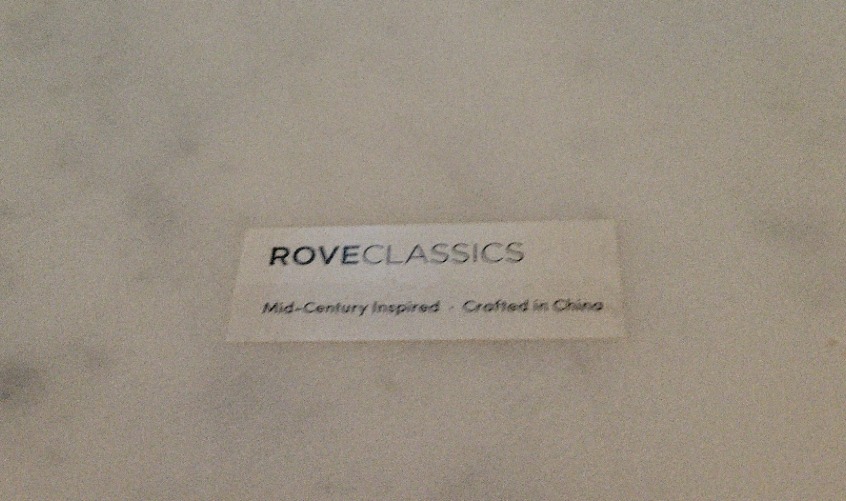 ROVECLASSICS
Mid-Century Inspired · Crafted in China